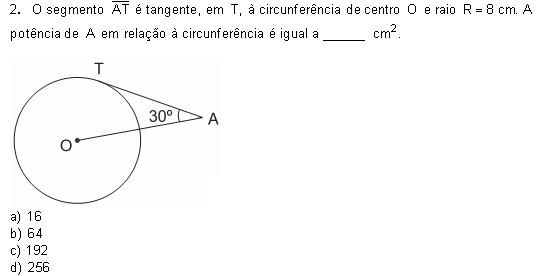 2. O segmento AT é tangente, em T, à circunferência de centro O e raio R = 8 cm. A
potência de A em relação à circunferência é igual a ______ cm².
T
30º
A
O
a) 16
b) 64
c) 192
d) 256